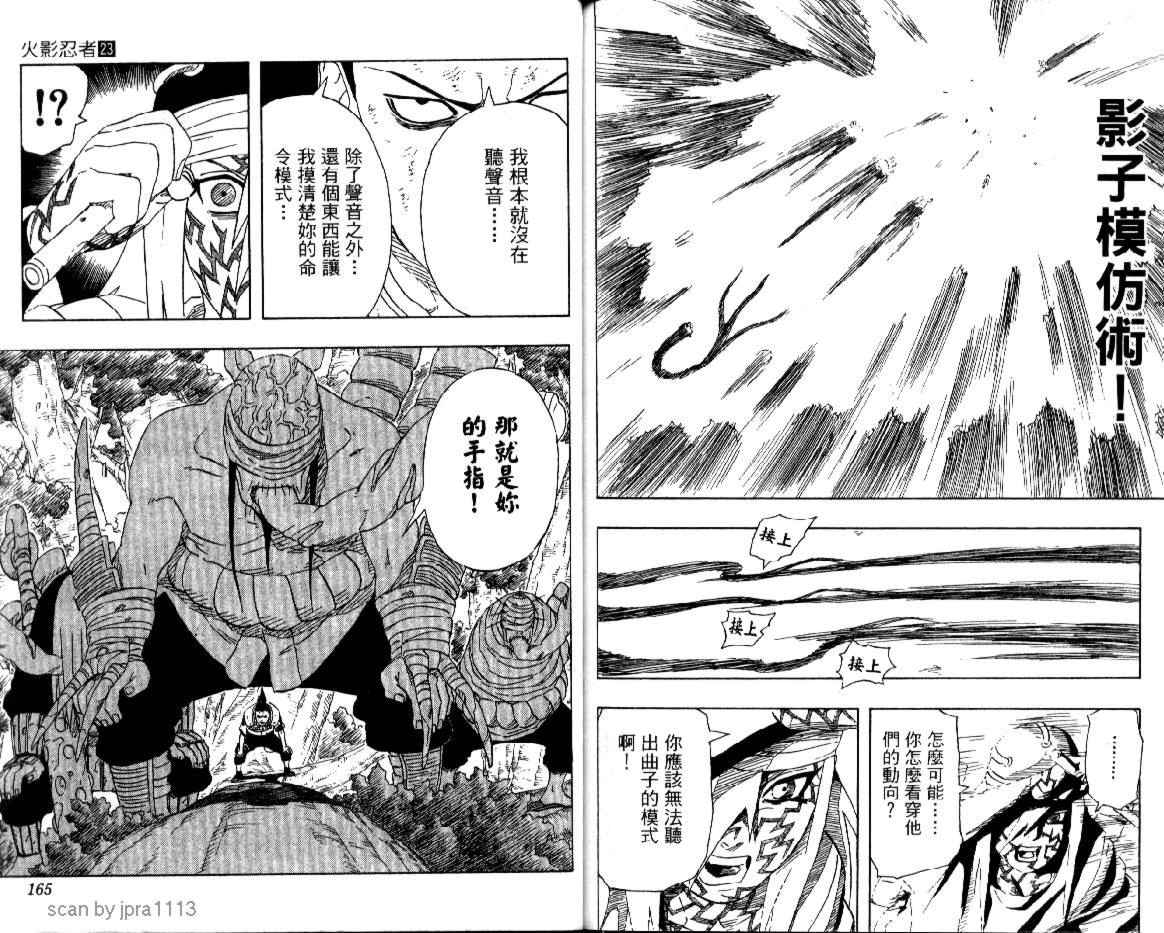 影子模仿術！
接上
接上
接上
………
怎麼可能……
你怎麼看穿他
們的動向？
你應該無法聽
出曲子的模式
啊！
火影忍者23
我根本就沒在
聽聲音……
除了聲音之外…
還有個東西能讓
我摸清楚妳的命
令模式…
!?
那就是妳
的手指！
165
scan by jpra1113